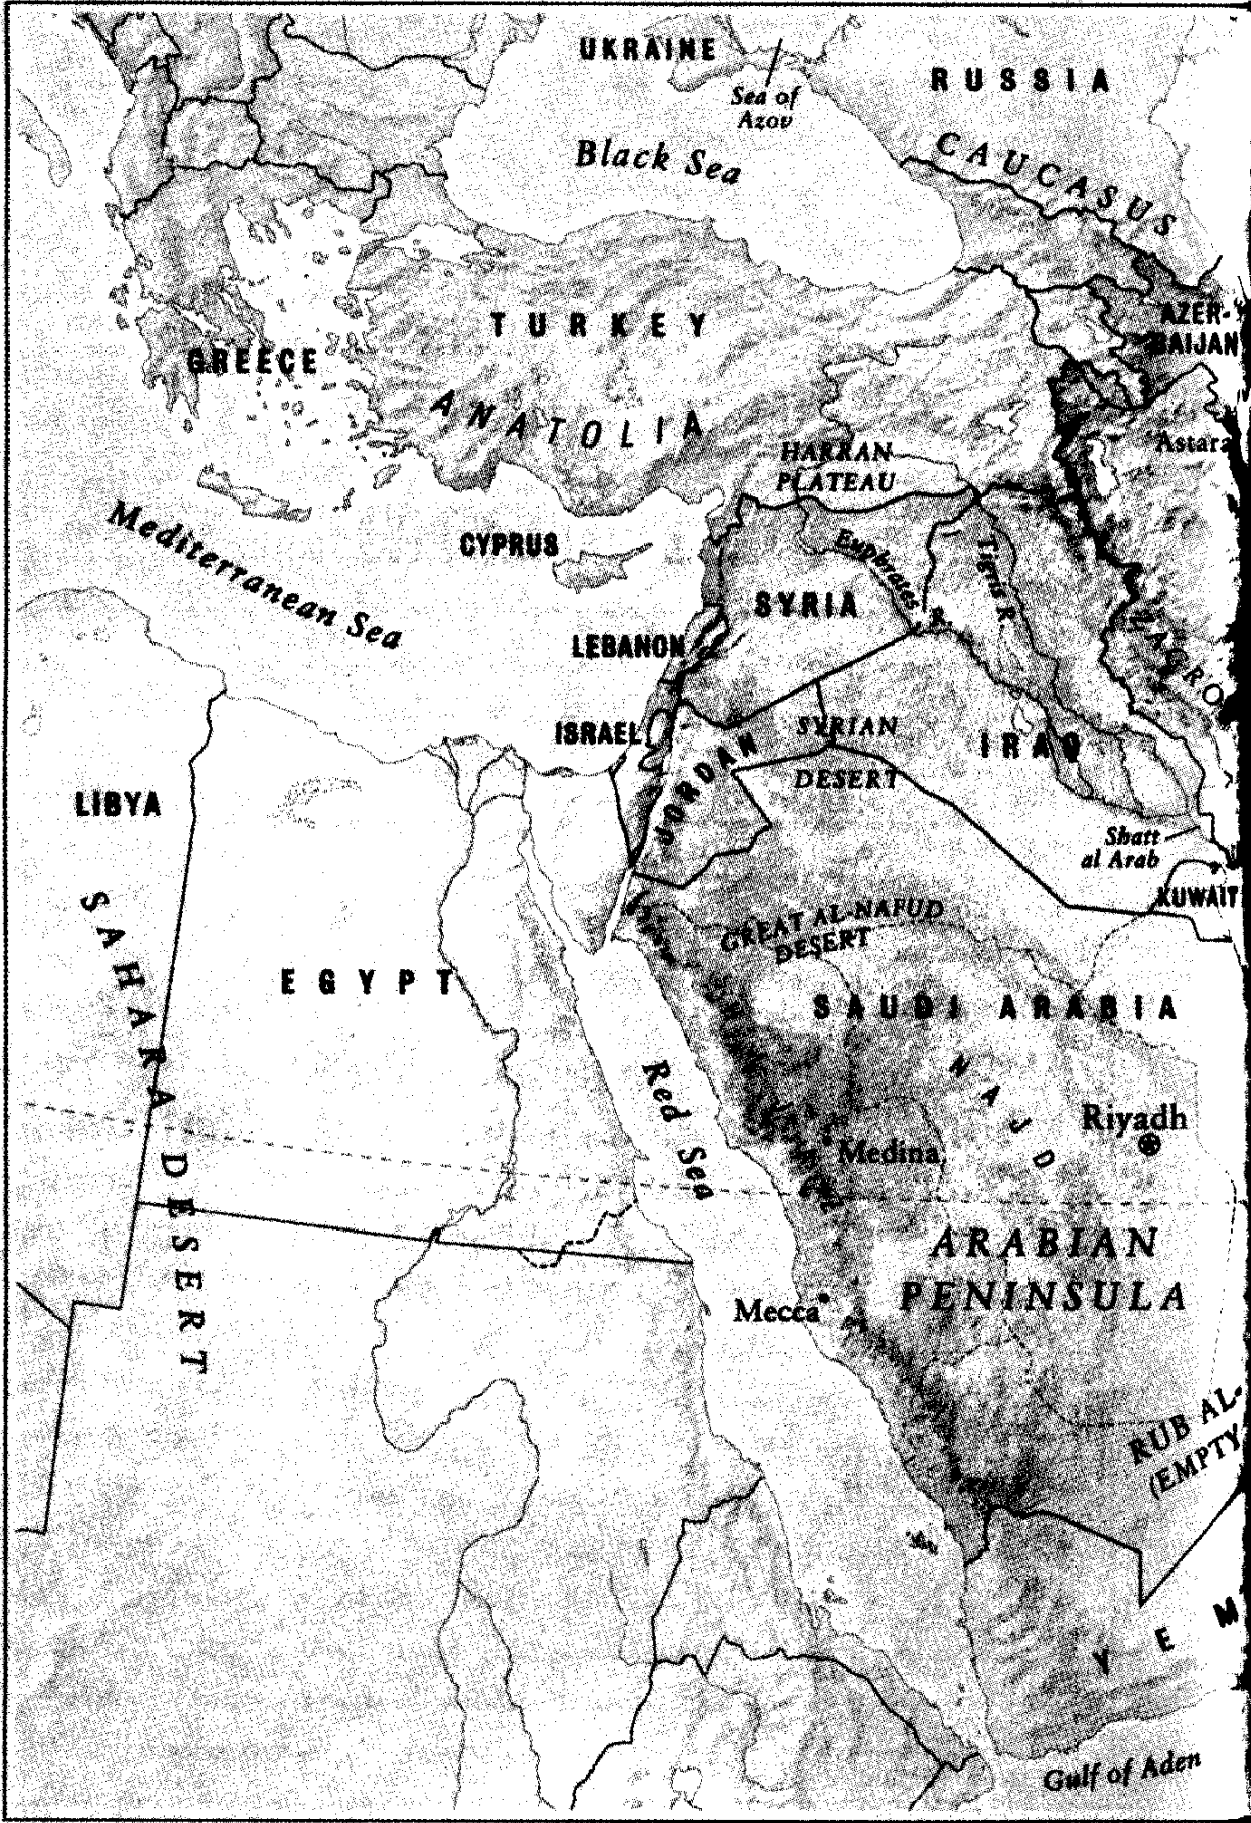 UKRAINE
RUSSIA
Sea of
Azov
Black Sea
CAUCASUS
AZER-
BAIJAN
TURKEY
GREECE
ANATOLIA
Astara
HARRAN
PLATEAU
Mediterranean Sea
CYPRUS
Euphrates R.
Tigris R.
SYRIA
ZAGRO
LEBANON
ISRAEL
SYRIAN
DESERT
IRAQ
JORDAN
LIBYA
Shatt
al Arab
KUWAIT
SAHARA DESERT
GREAT AL-NAFUD
DESERT
EGYPT
SAUDI ARABIA
Red Sea
NAJD
Riyadh
Medina
ARABIAN
PENINSULA
Mecca
RUB AL-
(EMPTY
YEM
Gulf of Aden